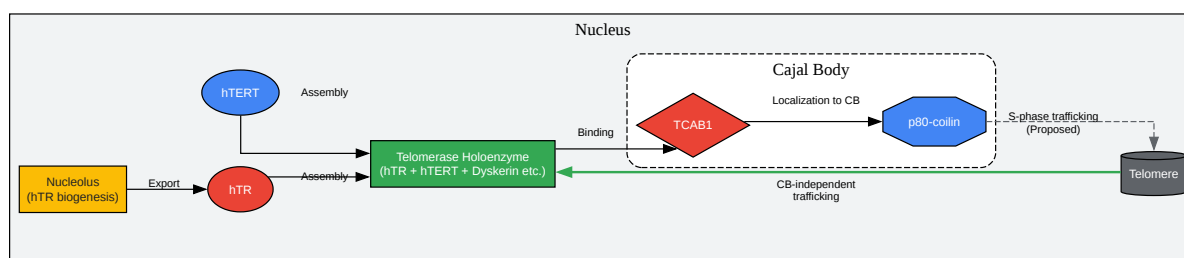 Nucleus
Cajal Body
hTERT
Assembly
Localization to CB
TCAB1
p80-coilin
S-phase trafficking
(Proposed)
Binding
Telomerase Holoenzyme
(hTR + hTERT + Dyskerin etc.)
Nucleolus
(hTR biogenesis)
Export
hTR
Assembly
CB-independent
trafficking
Telomere